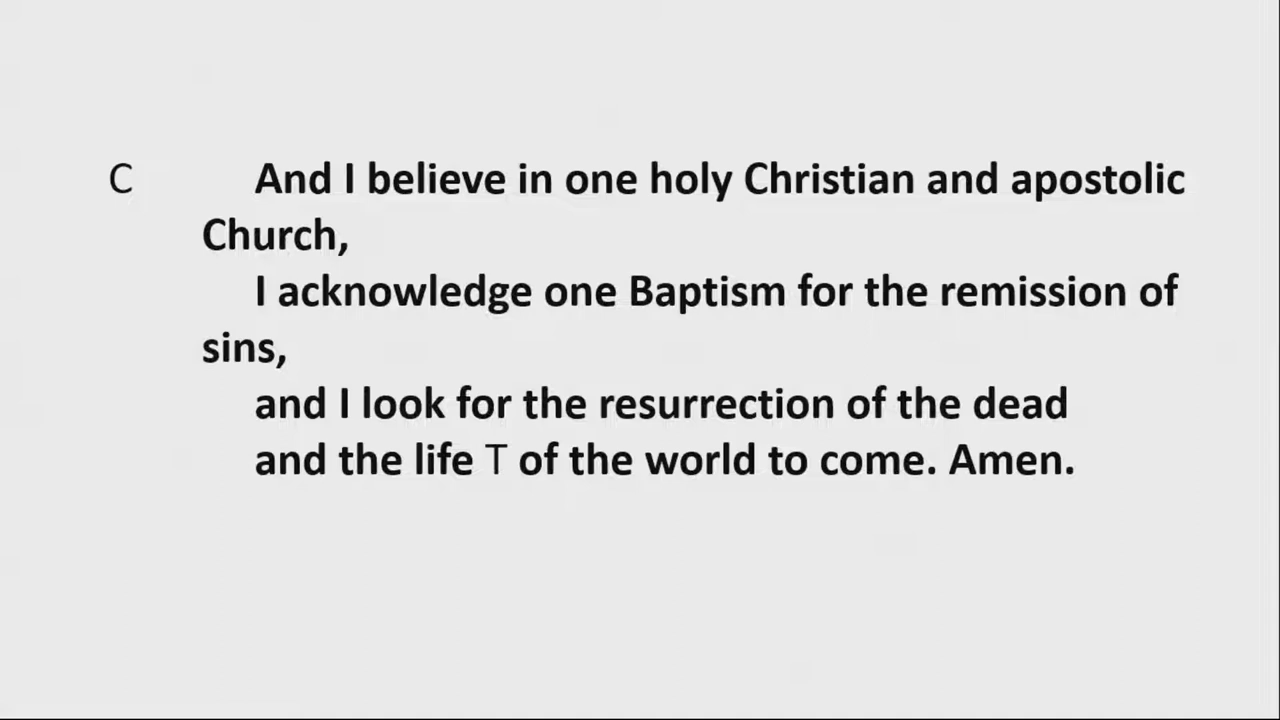 C And I believe in one holy Christian and apostolic
Church,
I acknowledge one Baptism for the remission of
sins,
and I look for the resurrection of the dead
and the life T of the world to come. Amen.